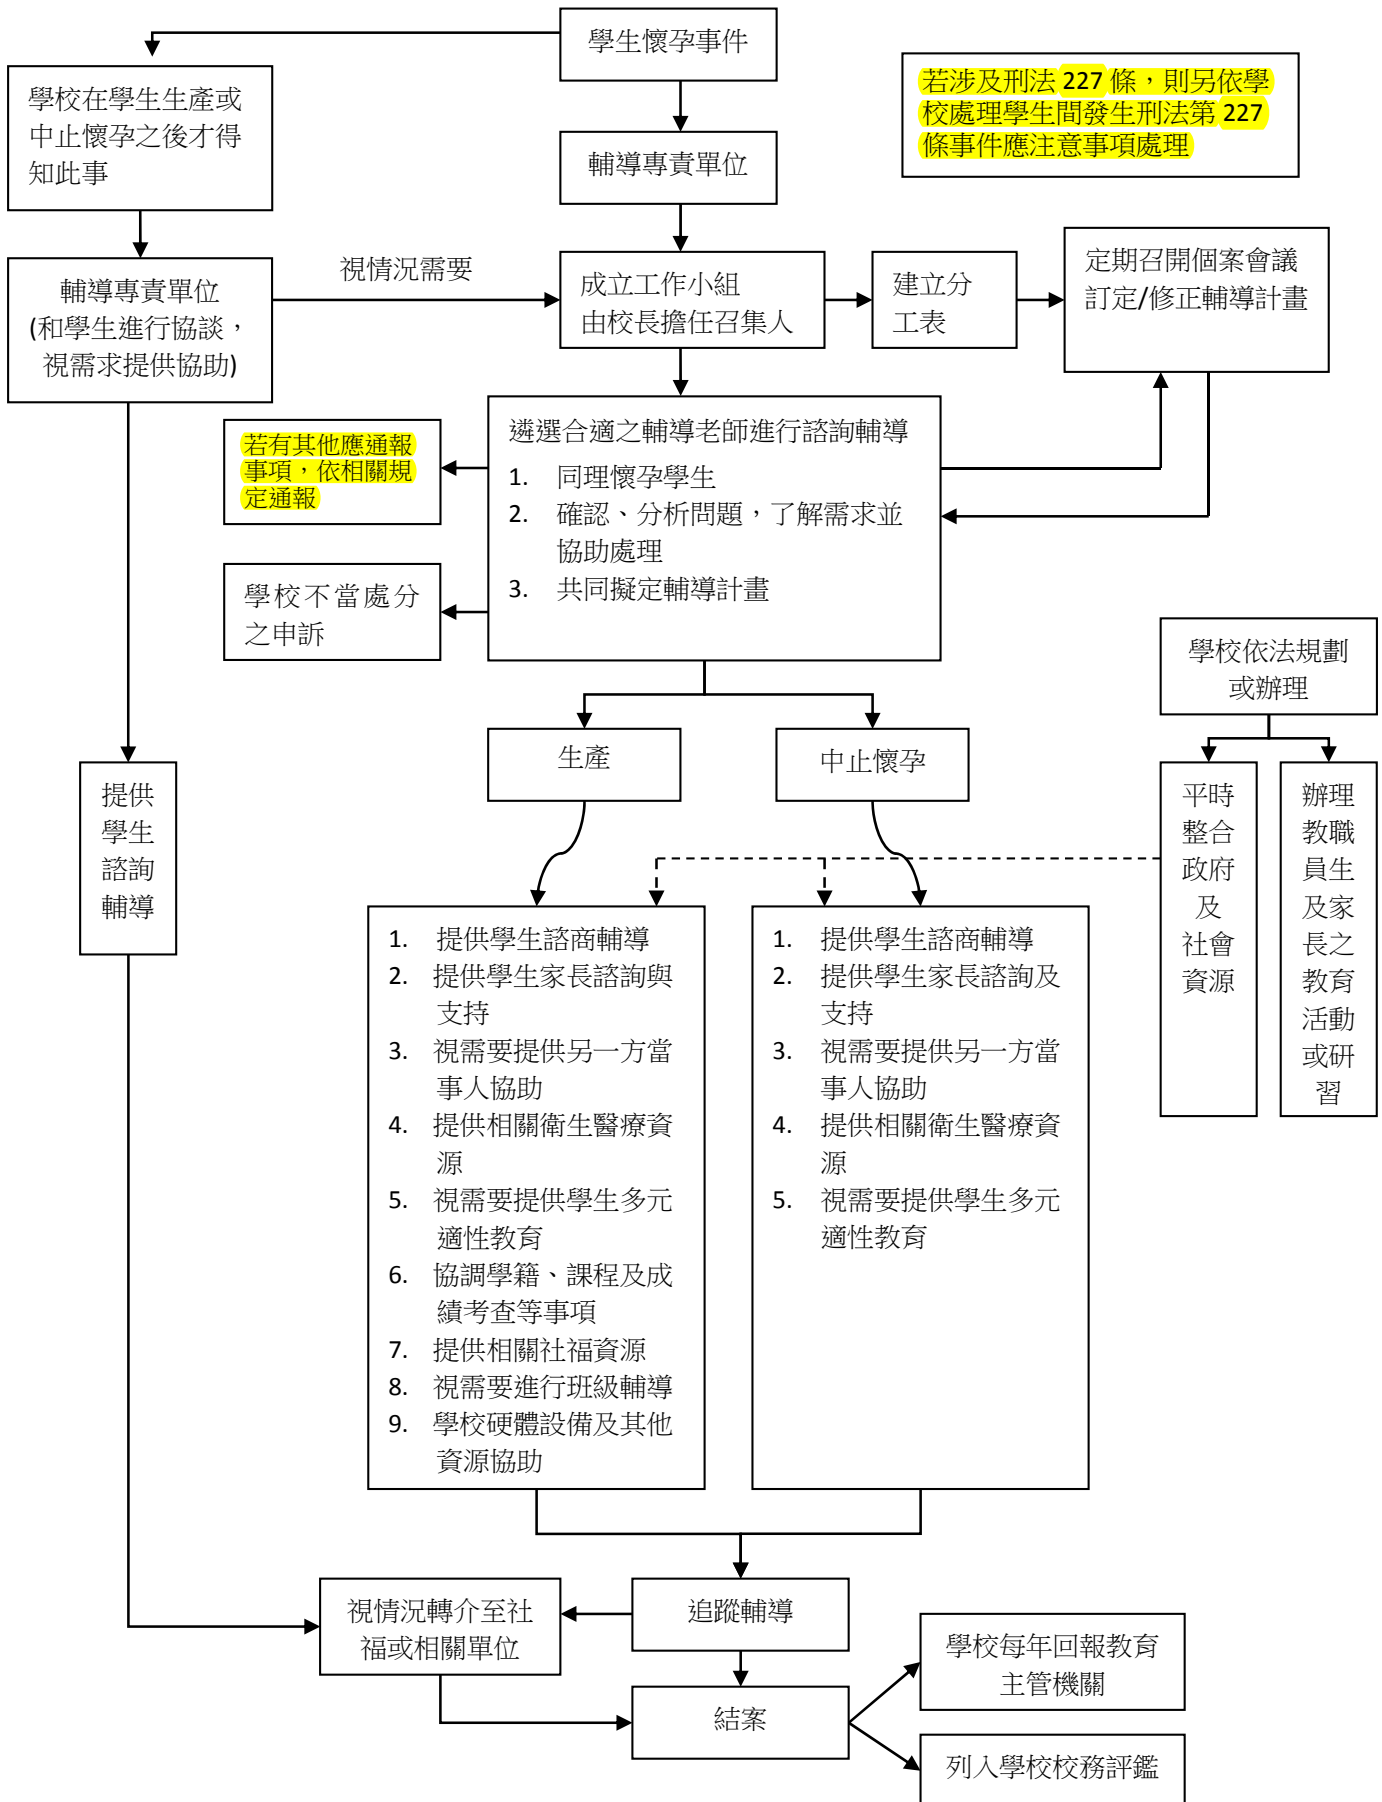 學生懷孕事件
學校在學生生產或
中止懷孕之後才得
知此事
若涉及刑法 227 條，則另依學
校處理學生間發生刑法第 227
條事件應注意事項處理
輔導專責單位
輔導專責單位
(和學生進行協談，
視需求提供協助)
視情況需要
成立工作小組
由校長擔任召集人
建立分
工表
定期召開個案會議
訂定/修正輔導計畫
遴選合適之輔導老師進行諮詢輔導
1. 同理懷孕學生
2. 確認、分析問題，了解需求並
協助處理
3. 共同擬定輔導計畫
若有其他應通報
事項，依相關規
定通報
學校不當處分
之申訴
學校依法規劃
或辦理
生產
中止懷孕
提供
學生
諮詢
輔導
平時
整合
政府
及
社會
資源
辦理
教職
員生
及家
長之
教育
活動
或研
習
1. 提供學生諮商輔導
2. 提供學生家長諮詢與
支持
3. 視需要提供另一方當
事人協助
4. 提供相關衛生醫療資
源
5. 視需要提供學生多元
適性教育
6. 協調學籍、課程及成
績考查等事項
7. 提供相關社福資源
8. 視需要進行班級輔導
9. 學校硬體設備及其他
資源協助
1. 提供學生諮商輔導
2. 提供學生家長諮詢及
支持
3. 視需要提供另一方當
事人協助
4. 提供相關衛生醫療資
源
5. 視需要提供學生多元
適性教育
視情況轉介至社
福或相關單位
追蹤輔導
結案
學校每年回報教育
主管機關
列入學校校務評鑑